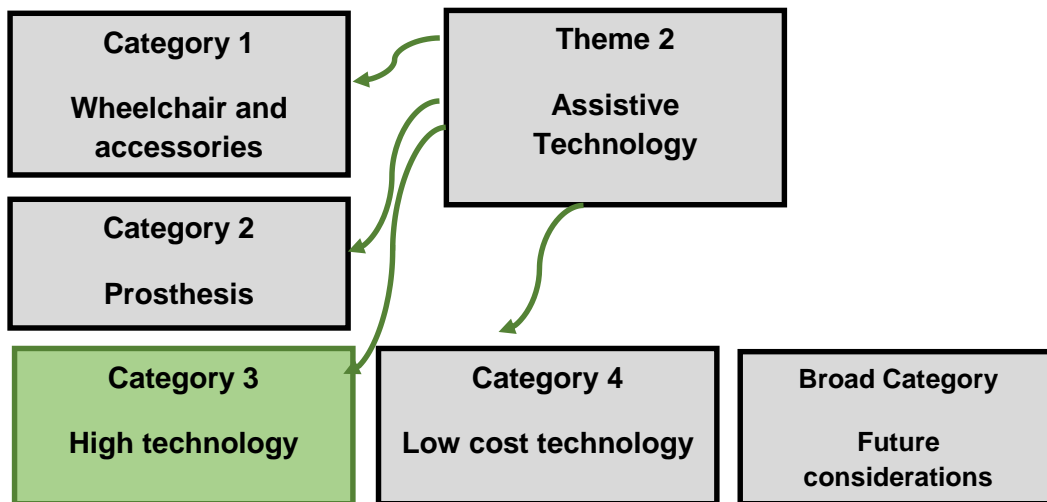 Category 1
Wheelchair and
accessories
Theme 2
Assistive
Technology
Category 2
Prosthesis
Category 3
High technology
Category 4
Low cost technology
Broad Category
Future
considerations